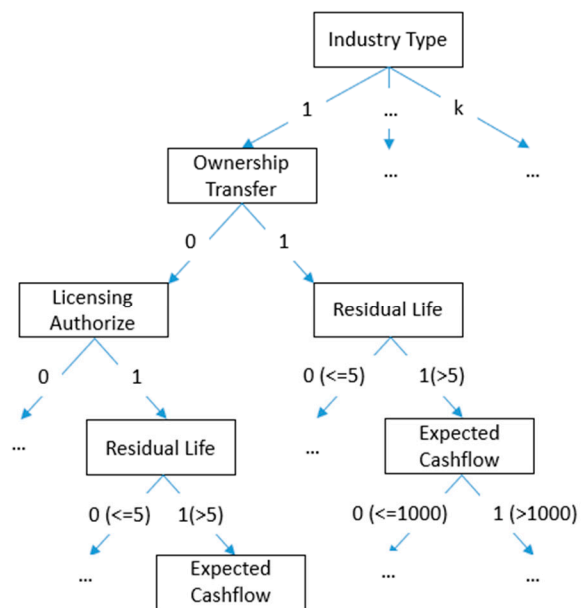 Industry Type
1
...
k
Ownership
Transfer
...
...
0
1
Licensing
Authorize
Residual Life
0
1
0 (<=5)
1(>5)
...
Residual Life
...
Expected
Cashflow
0 (<=5)
1(>5)
0 (<=1000)
1 (>1000)
...
Expected
Cashflow
...
...